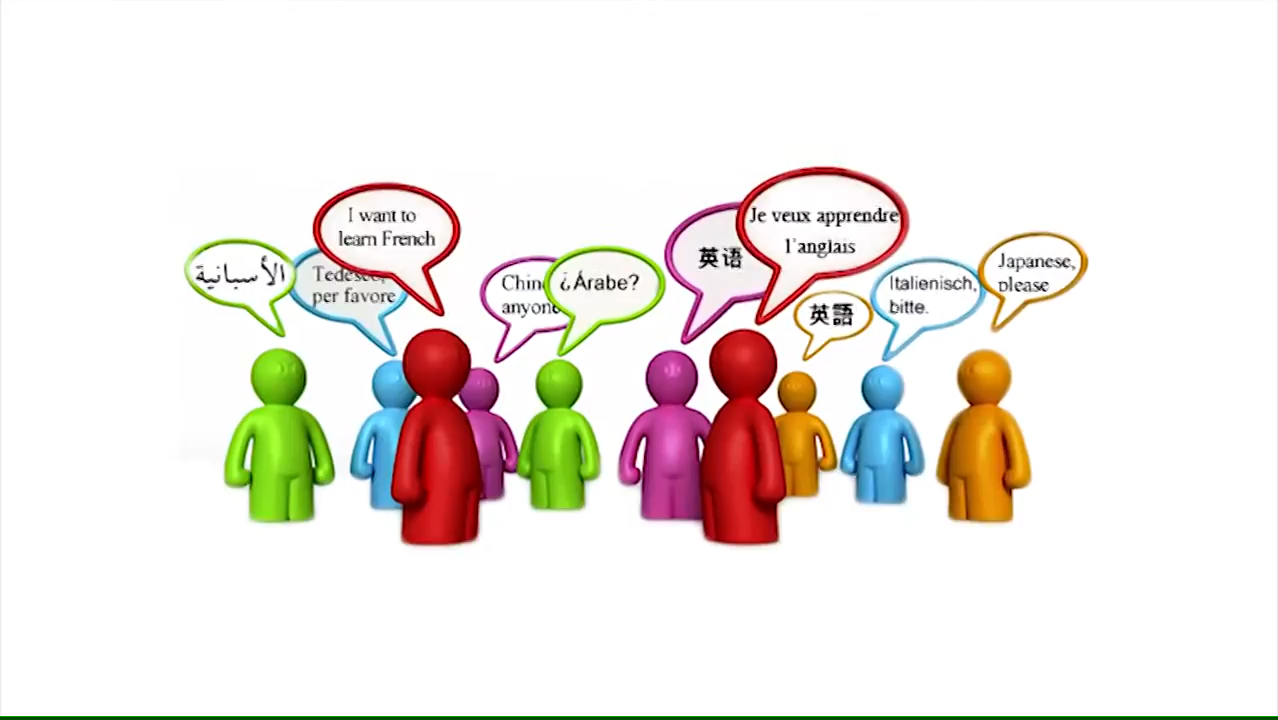 الأسبانية
Tedesco,
per favore
I want to
learn French
anyone
¿Árabe?
英语
Je veux apprendre
l'anglais
英語
Italienisch,
bitte.
Japanese,
please